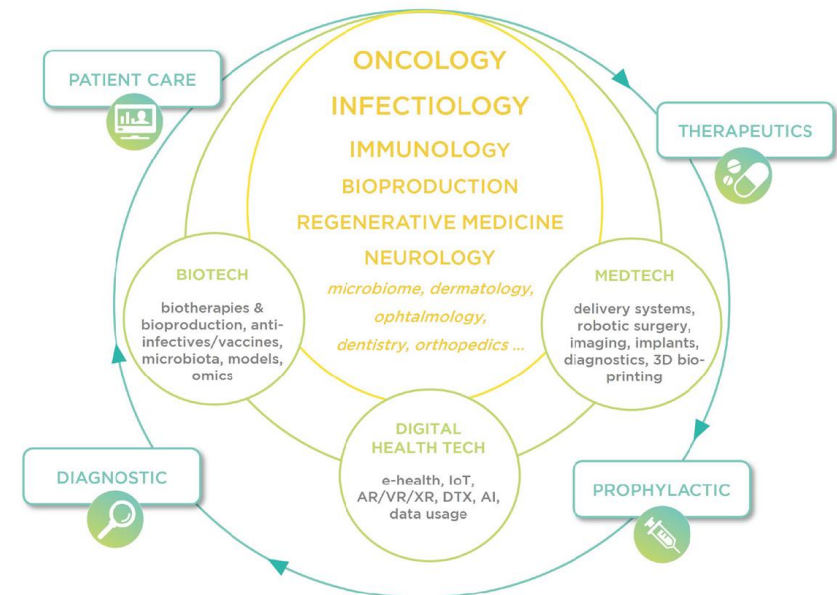 PATIENT CARE
THERAPEUTICS
ONCOLOGY
INFECTIOLOGY
IMMUNOLOGY
BIOPRODUCTION
REGENERATIVE MEDICINE
NEUROLOGY
microbiome, dermatology,
ophtalmology,
dentistry, orthopedics ...
BIOTECH
biotherapies &
bioproduction, anti-
infectives/vaccines,
microbiota, models,
omics
MEDTECH
delivery systems,
robotic surgery,
imaging, implants,
diagnostics, 3D bio-
printing
DIGITAL
HEALTH TECH
e-health, IoT,
AR/VR/XR, DTX, AI,
data usage
DIAGNOSTIC
PROPHYLACTIC